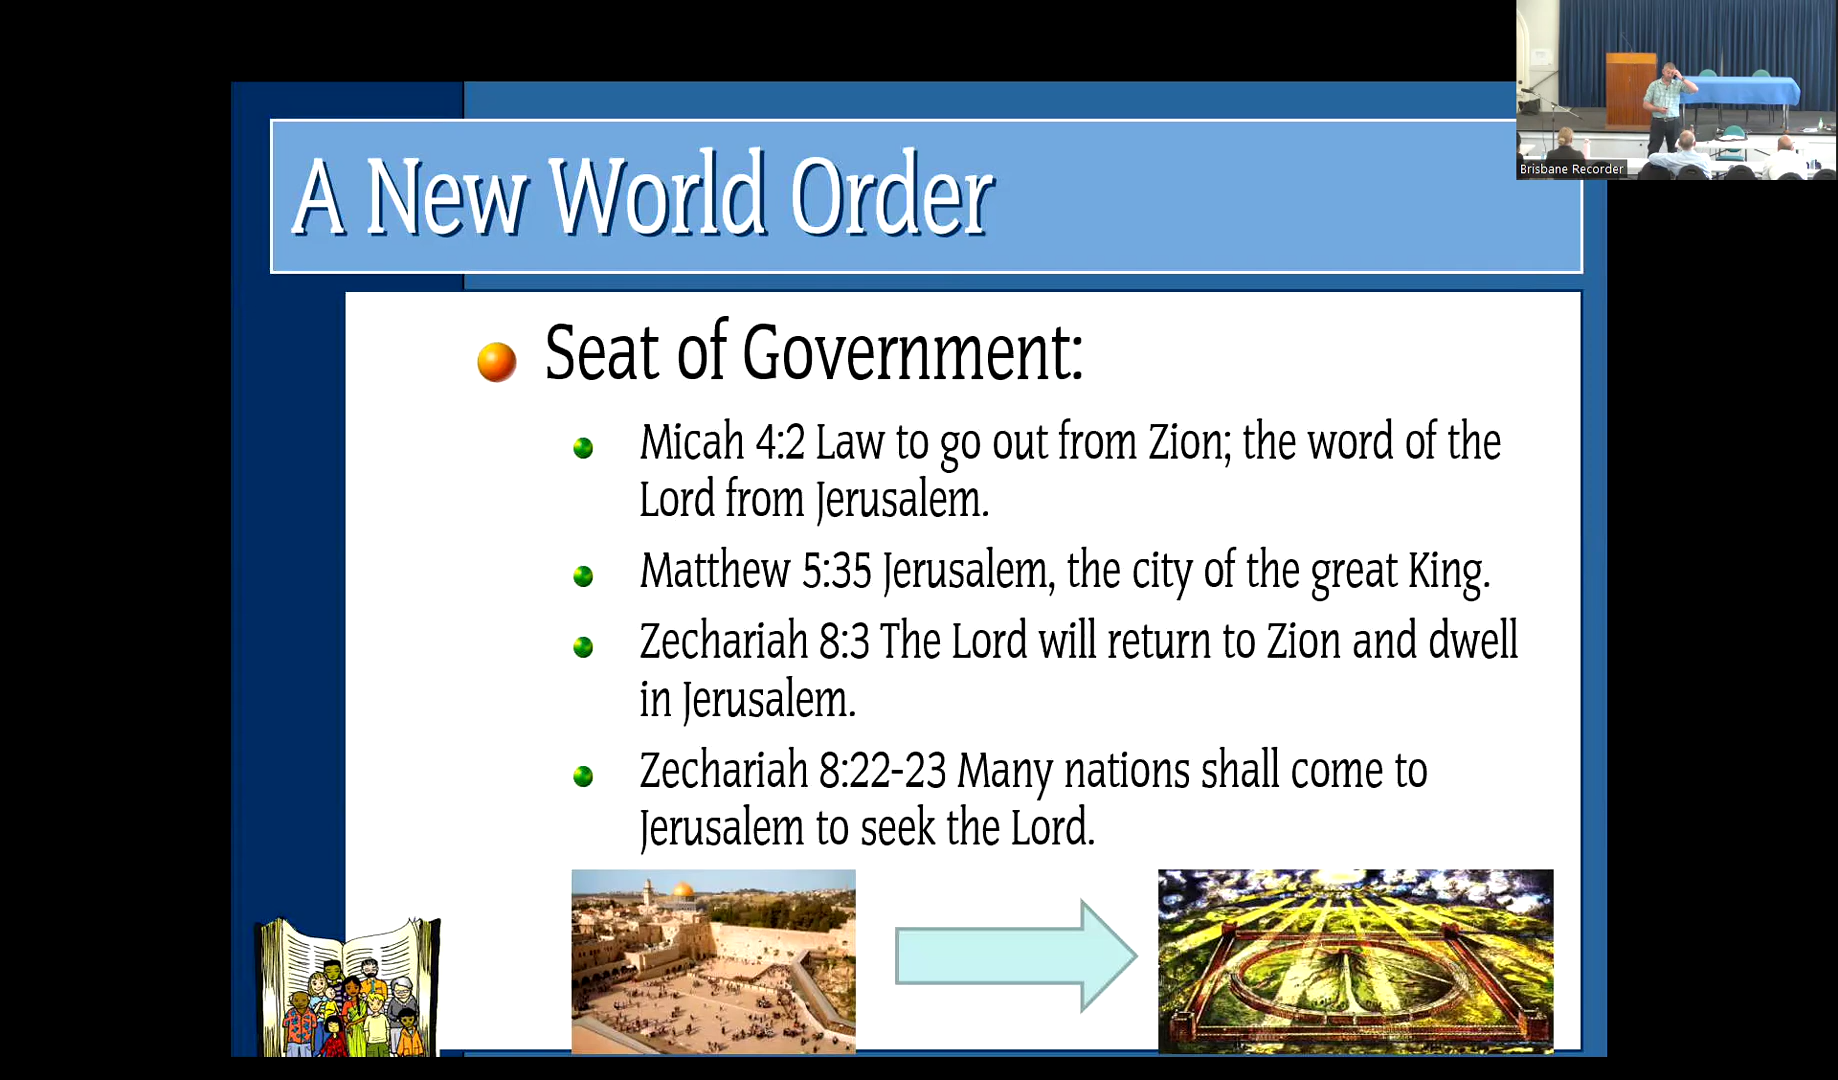 A New World Order
Brisbane Recorder
Seat of Government:
Micah 4:2 Law to go out from Zion; the word of the
Lord from Jerusalem.
Matthew 5:35 Jerusalem, the city of the great King.
Zechariah 8:3 The Lord will return to Zion and dwell
in Jerusalem.
Zechariah 8:22-23 Many nations shall come to
Jerusalem to seek the Lord.